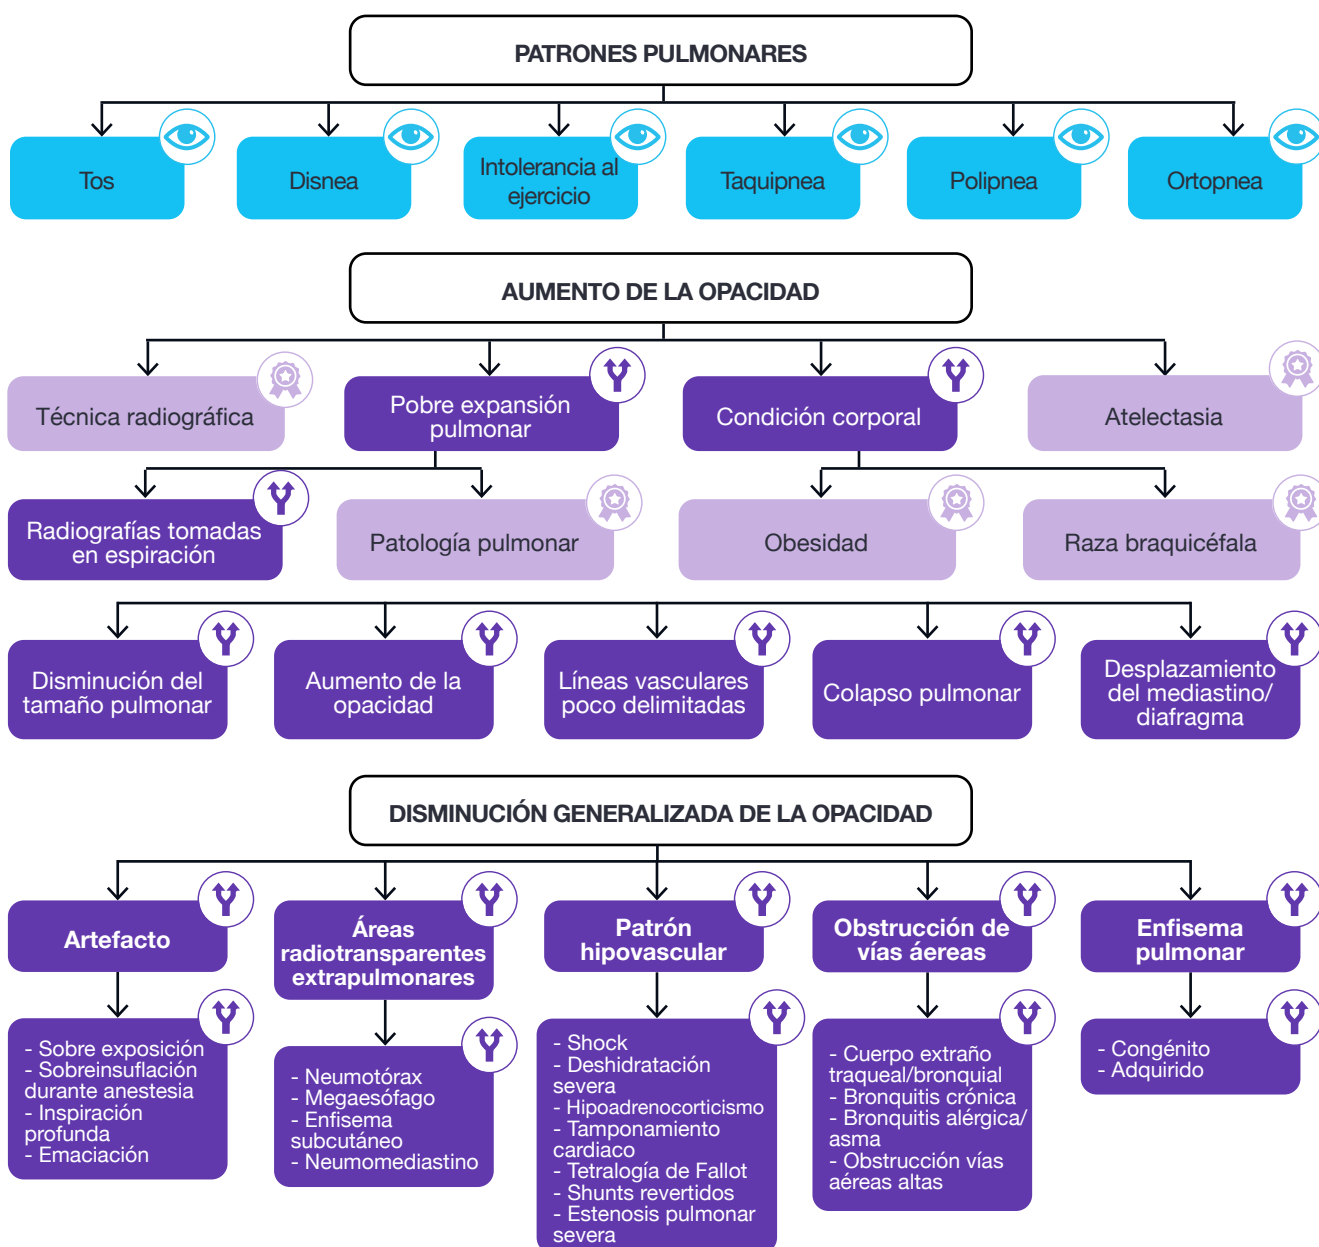 PATRONES PULMONARES
Tos
Disnea
Intolerancia al
ejercicio
Taquipnea
Polipnea
Ortopnea
AUMENTO DE LA OPACIDAD
Técnica radiográfica
Pobre expansión
pulmonar
Condición corporal
Atelectasia
Radiografías tomadas
en espiración
Patología pulmonar
Obesidad
Raza braquicéfala
Disminución del
tamaño pulmonar
Aumento de la
opacidad
Líneas vasculares
poco delimitadas
Colapso pulmonar
Desplazamiento
del mediastino/
diafragma
DISMINUCIÓN GENERALIZADA DE LA OPACIDAD
Artefacto
Áreas
radiotransparentes
extrapulmonares
Patrón
hipovascular
Obstrucción de
vías áereas
Enfisema
pulmonar
- Sobre exposición
- Sobreinsuflación
durante anestesia
- Inspiración
profunda
- Emaciación
- Neumotórax
- Megaesófago
- Enfisema
subcutáneo
- Neumomediastino
- Shock
- Deshidratación
severa
- Hipoadrenocorticismo
- Tamponamiento
cardiaco
- Tetralogía de Fallot
- Shunts revertidos
- Estenosis pulmonar
severa
- Cuerpo extraño
traqueal/bronquial
- Bronquitis crónica
- Bronquitis alérgica/
asma
- Obstrucción vías
aéreas altas
- Congénito
- Adquirido